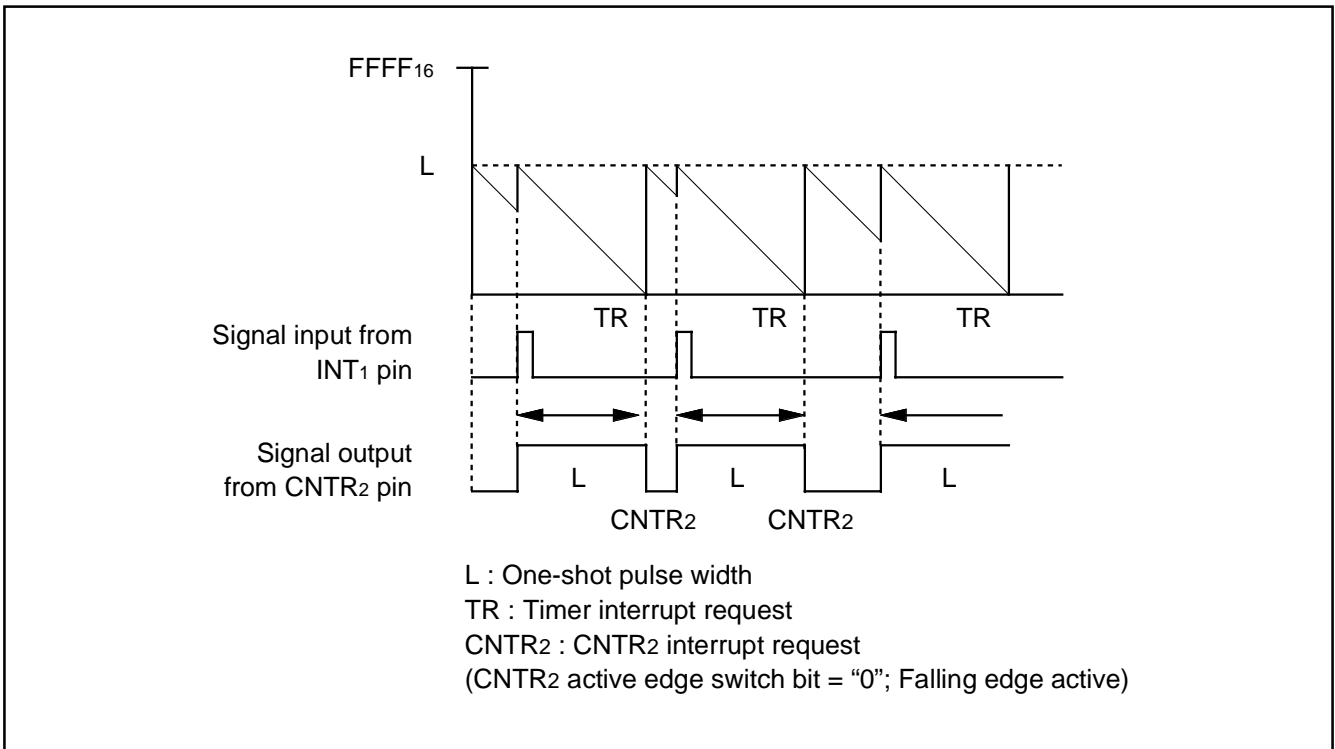 FFFF16
L
TR TR TR
Signal input from
INT1 pin
Signal output
from CNTR2 pin
L L L
CNTR2 CNTR2
L : One-shot pulse width
TR : Timer interrupt request
CNTR2 : CNTR2 interrupt request
(CNTR2 active edge switch bit = “0”; Falling edge active)